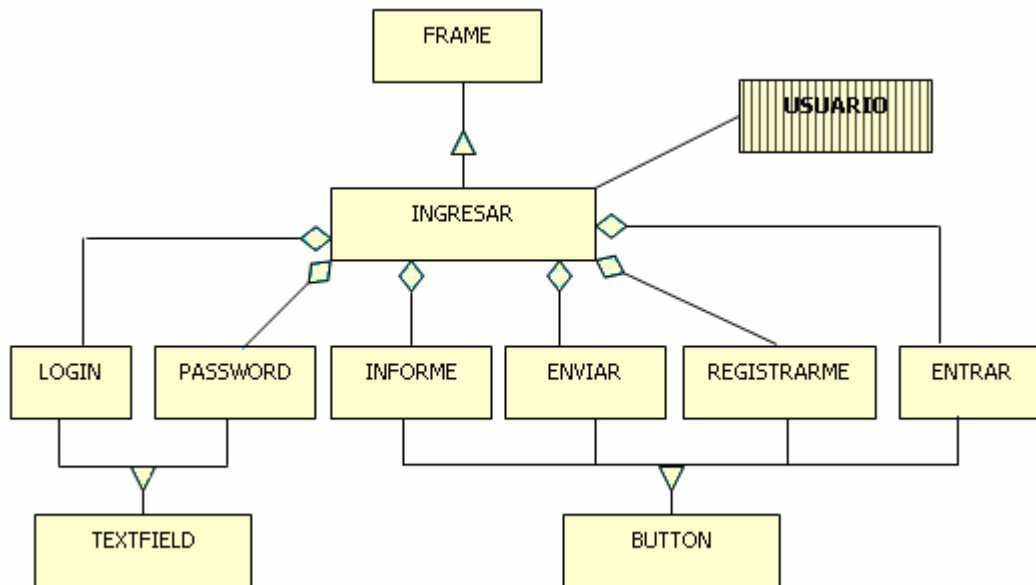 FRAME
USUARIO
INGRESAR
LOGIN
PASSWORD
INFORME
ENVIAR
REGISTRARME
ENTRAR
TEXTFIELD
BUTTON